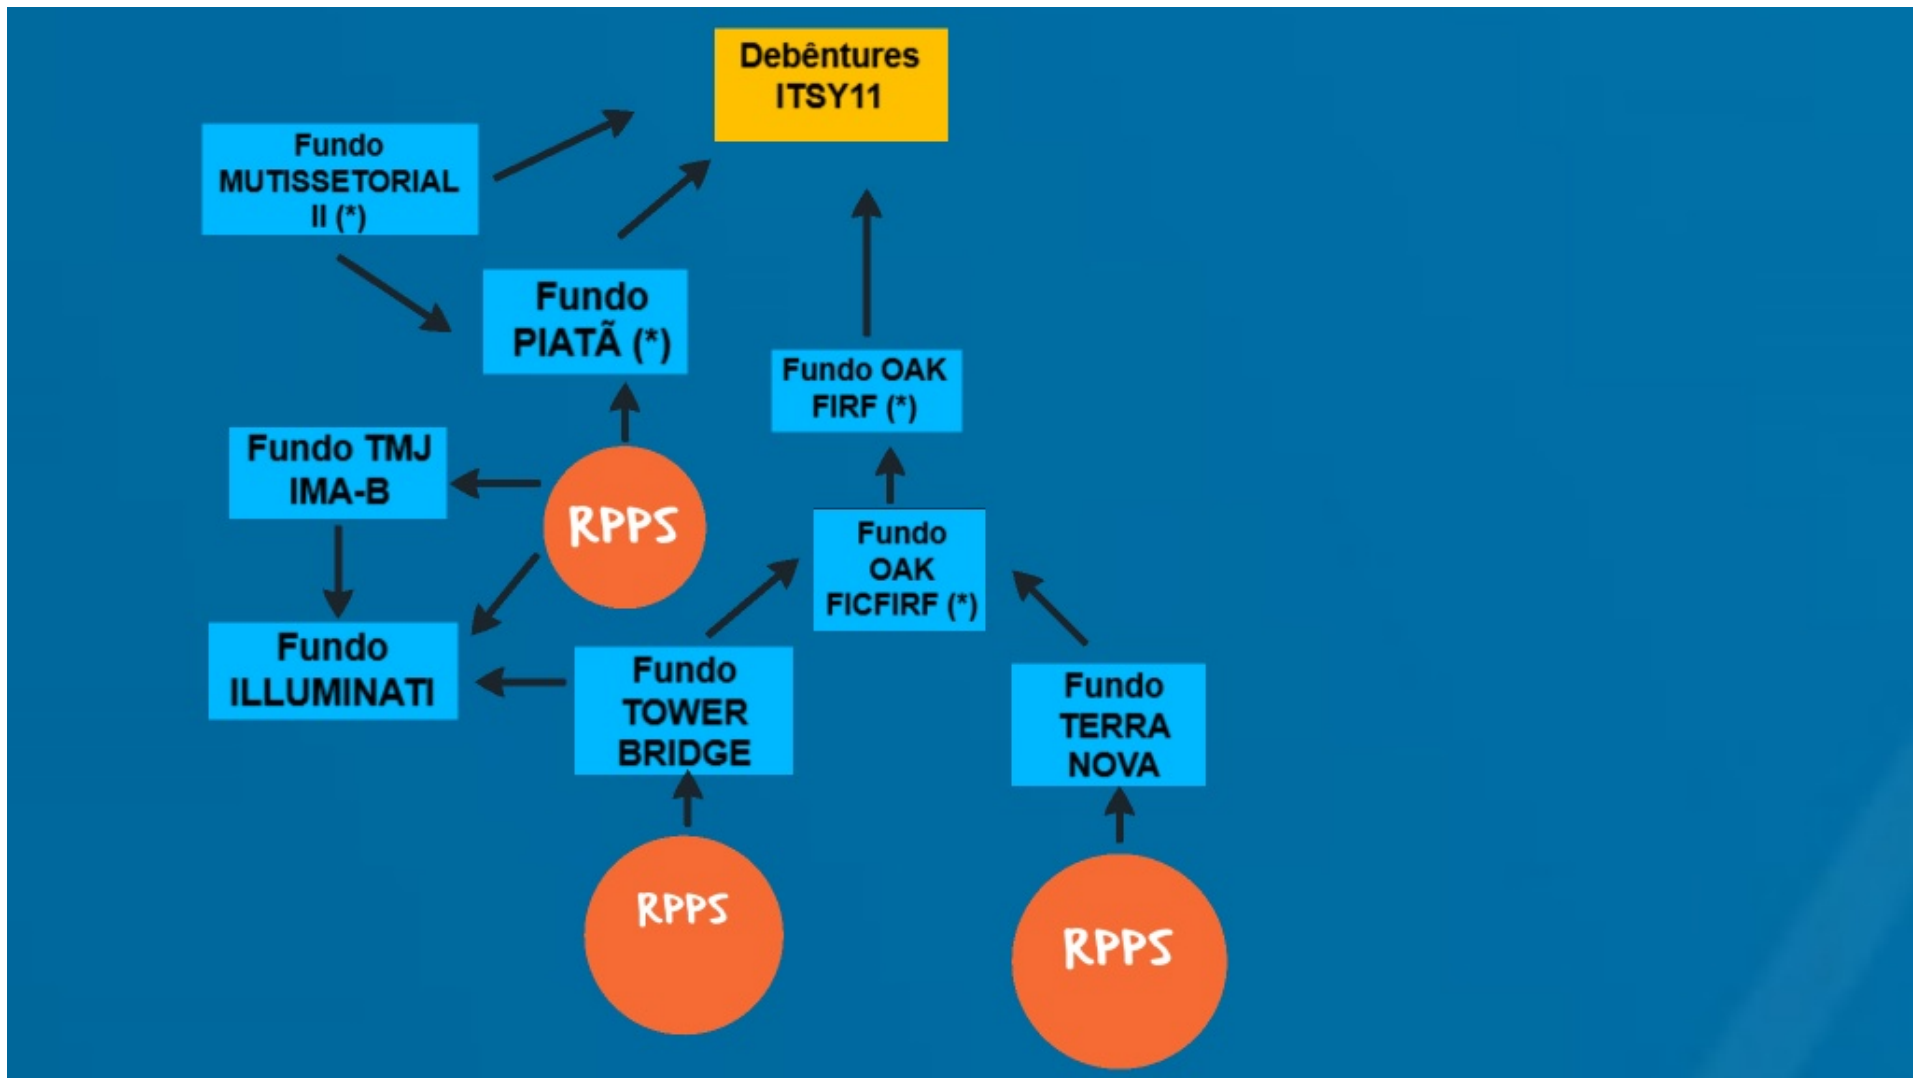 Debêntures
ITSY11
Fundo
MUTISSETORIAL
II (*)
Fundo
PIATÃ (*)
Fundo OAK
FIRF (*)
Fundo TMJ
IMA-B
RPPS
Fundo
OAK
FICFIRF (*)
Fundo
ILLUMINATI
Fundo
TOWER
BRIDGE
Fundo
TERRA
NOVA
RPPS
RPPS